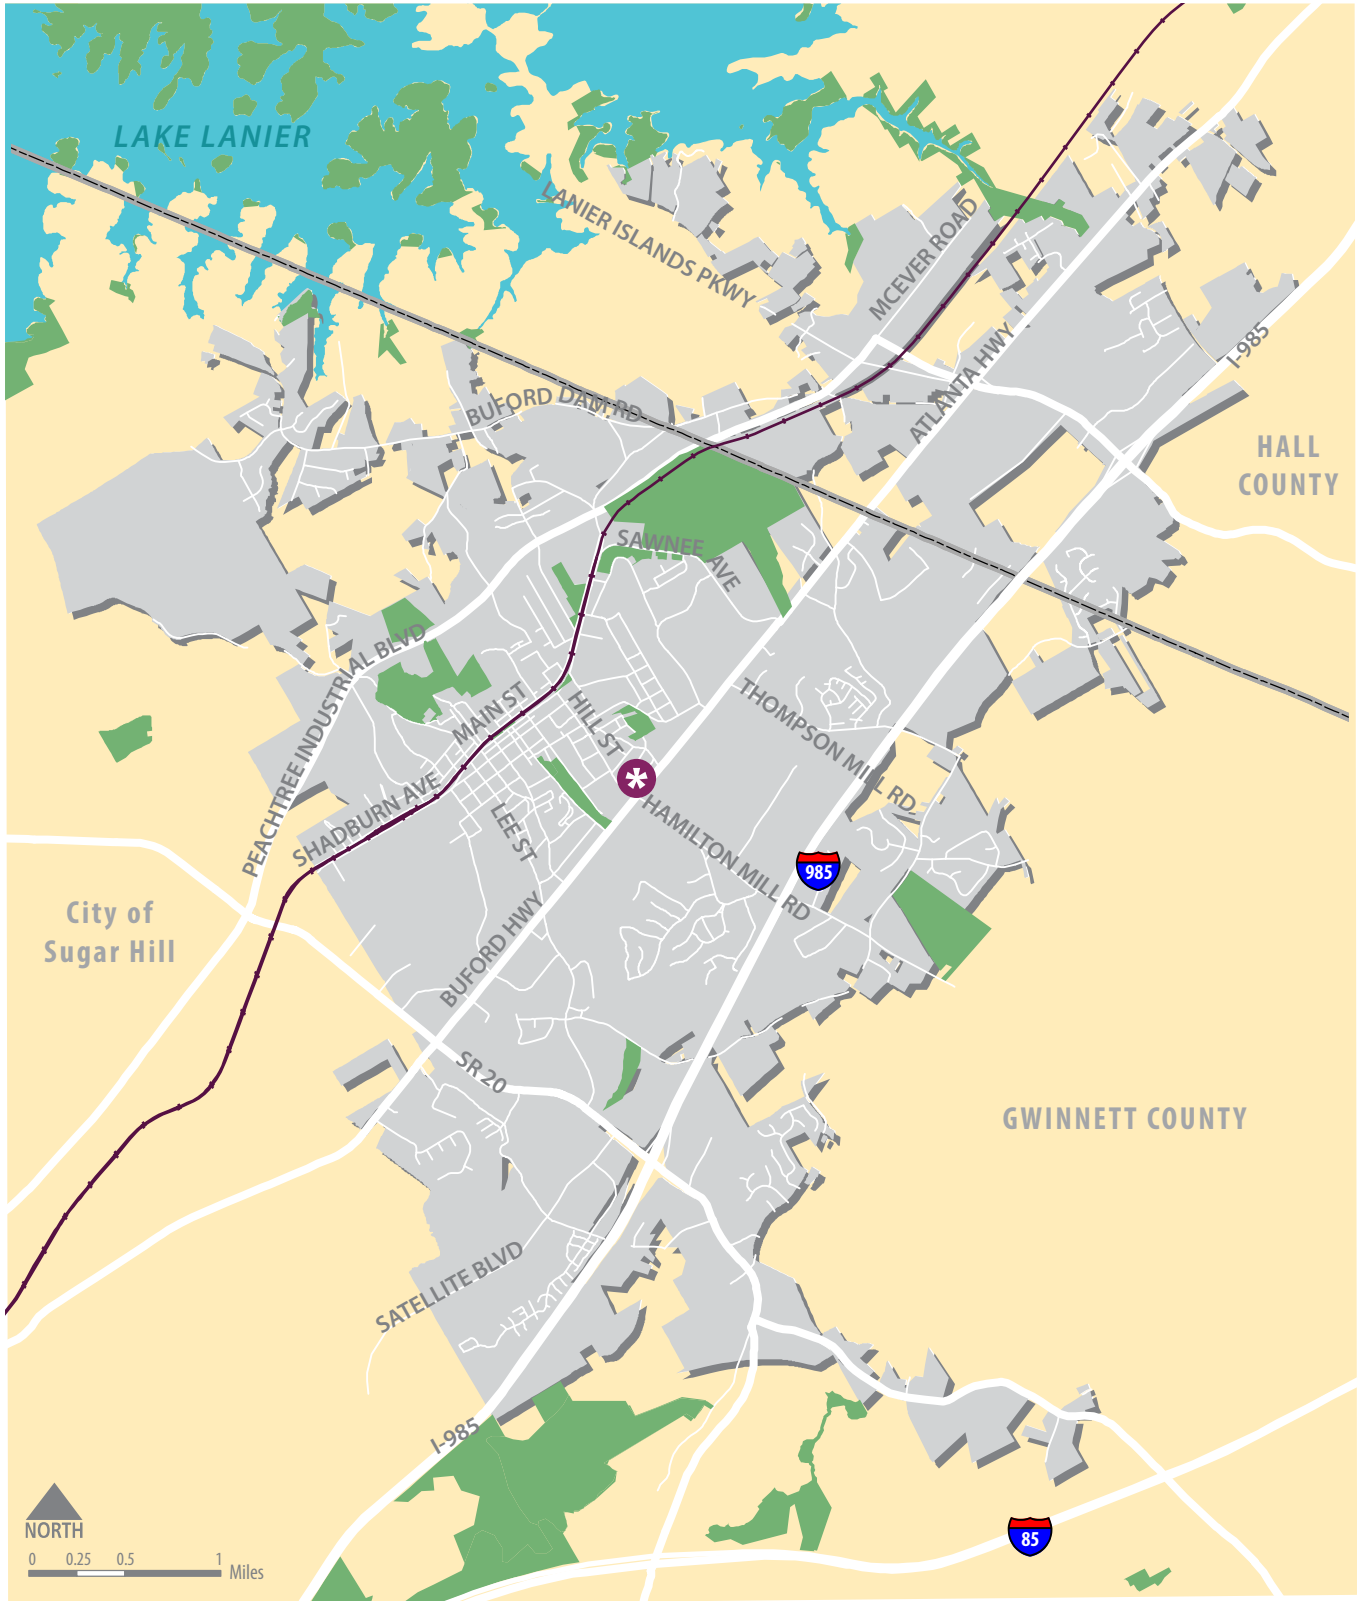 LAKE LANIER
LANIER ISLANDS PKWY
MCEVER ROAD
I-985
ATLANTA HWY
BUFORD DAM RD
HALL
COUNTY
SAWNEE AVE
PEACHTREE INDUSTRIAL BLVD
MAIN ST
HILL ST
THOMPSON MILL RD
SHADBURN AVE
LEE ST
HAMILTON MILL RD
985
City of
Sugar Hill
BUFORD HWY
SR 20
GWINNETT COUNTY
SATELLITE BLVD
I-985
NORTH
85
0 0.25 0.5 1 Miles